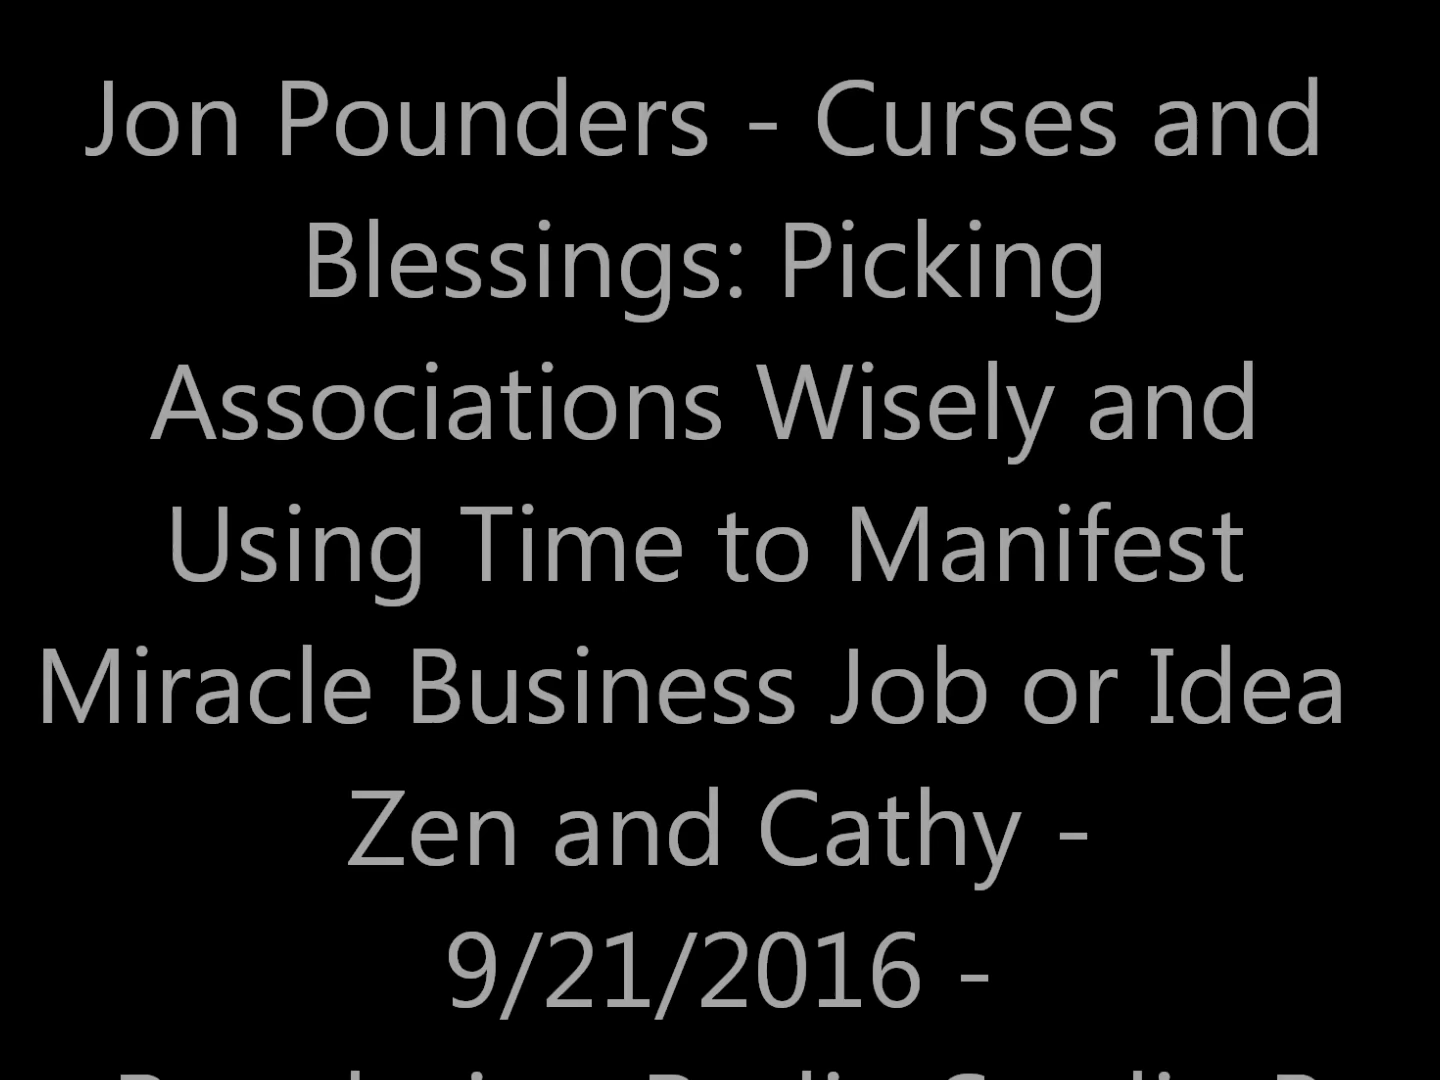 Jon Pounders - Curses and
Blessings: Picking
Associations Wisely and
Using Time to Manifest
Miracle Business Job or Idea
Zen and Cathy -
9/21/2016 -